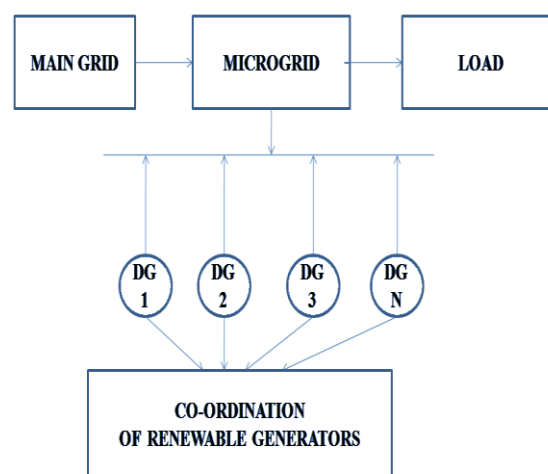 MAIN GRID
MICROGRID
LOAD
DG
1
DG
2
DG
3
DG
N
CO-ORDINATION
OF RENEWABLE GENERATORS